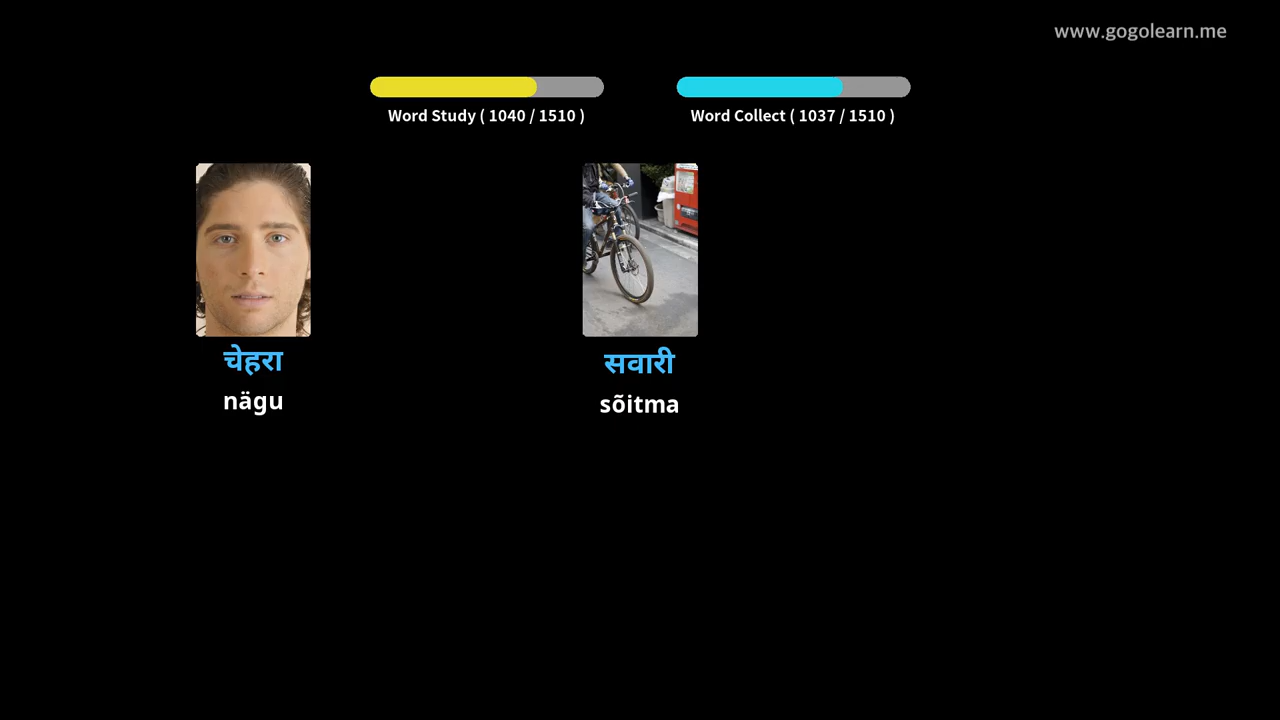 www.gogolearn.me
Word Study ( 1040 / 1510 )
Word Collect ( 1037 / 1510 )
चेहरा
nägu
सवारी
sõitma